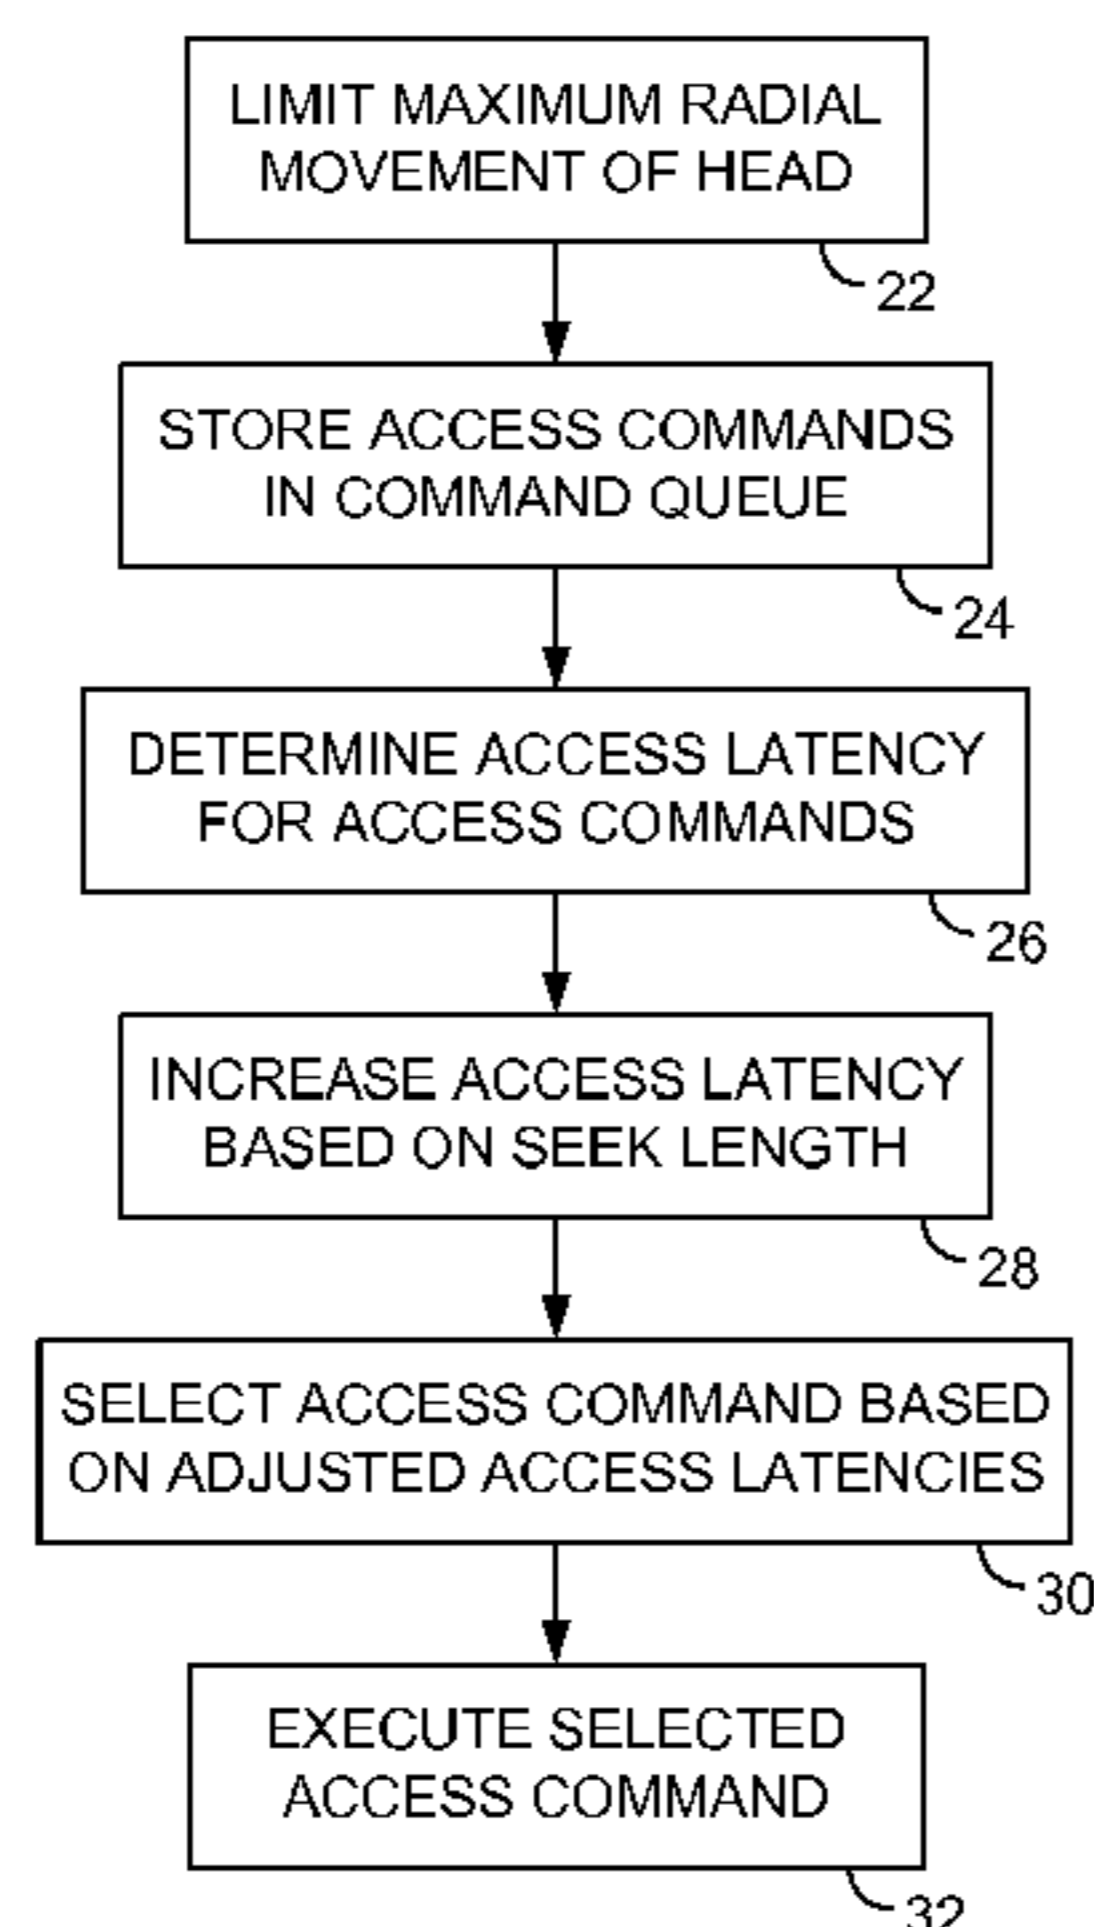 LIMIT MAXIMUM RADIAL
MOVEMENT OF HEAD
22
STORE ACCESS COMMANDS
IN COMMAND QUEUE
24
DETERMINE ACCESS LATENCY
FOR ACCESS COMMANDS
26
INCREASE ACCESS LATENCY
BASED ON SEEK LENGTH
28
SELECT ACCESS COMMAND BASED
ON ADJUSTED ACCESS LATENCIES
30
EXECUTE SELECTED
ACCESS COMMAND
32